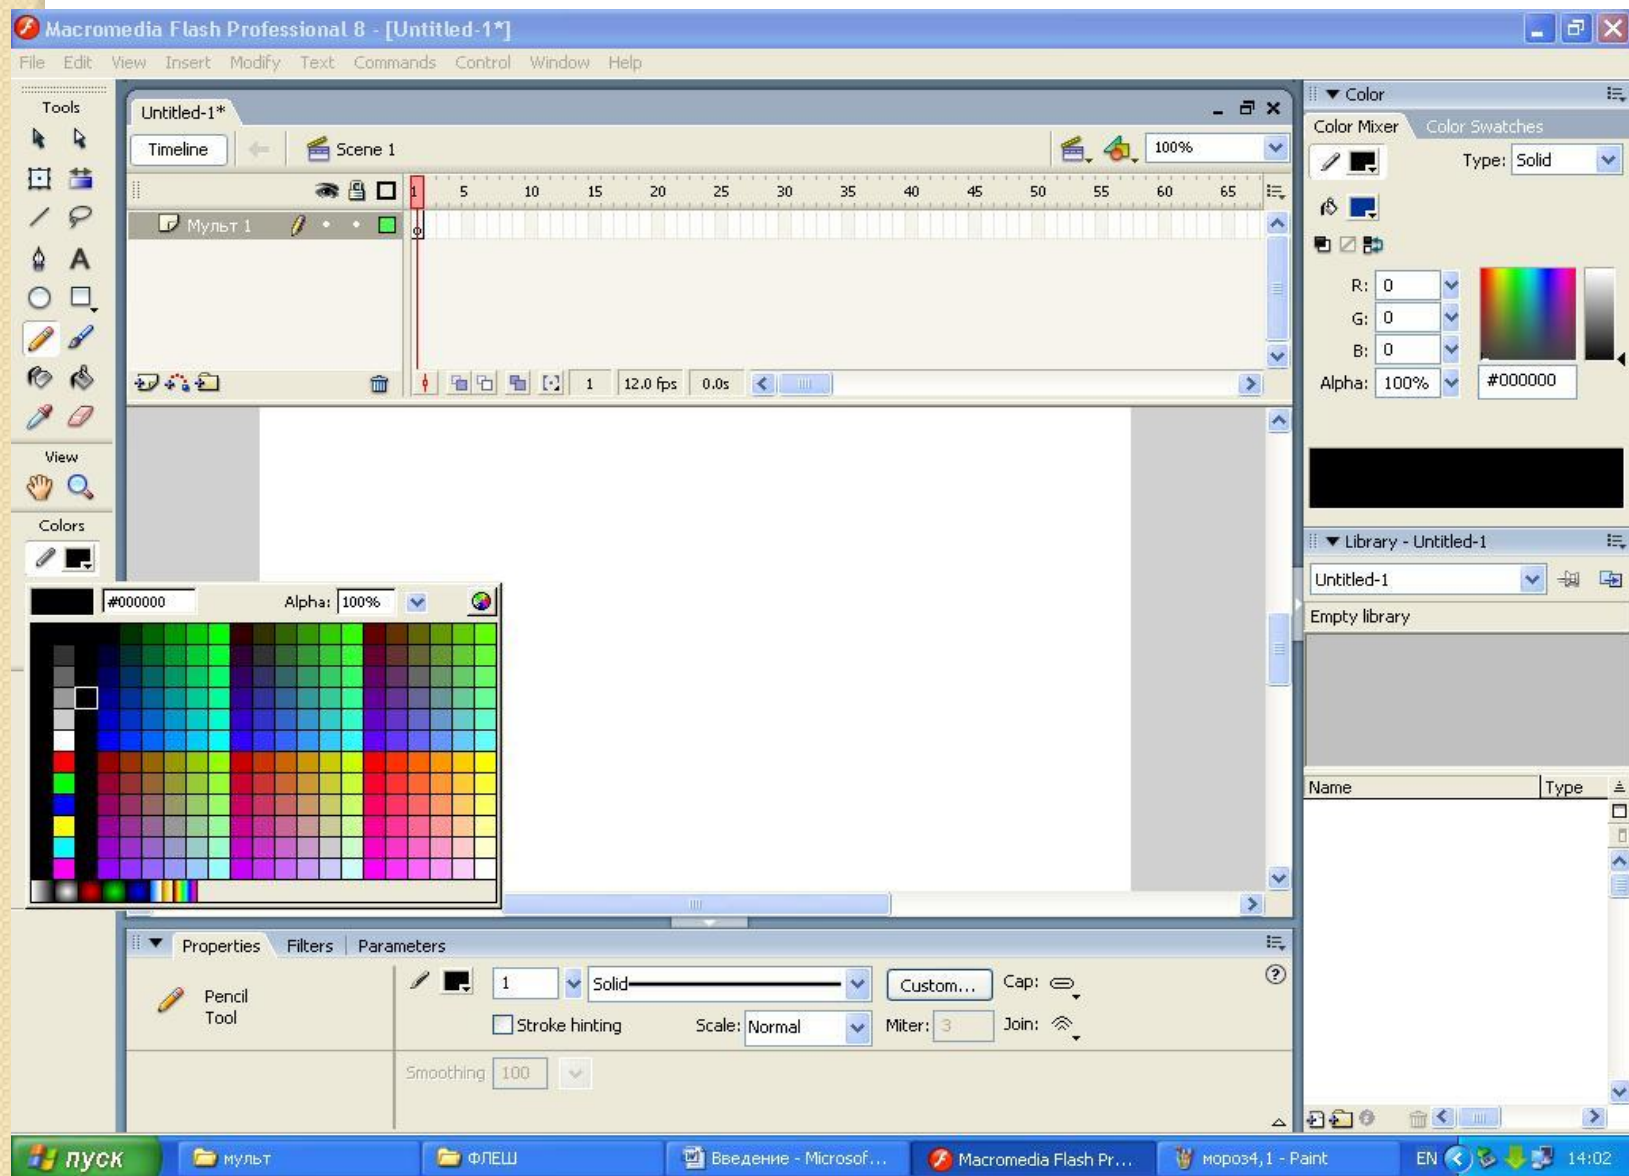 Macromedia Flash Professional 8 - [Untitled-1*]
File Edit View Insert Modify Text Commands Control Window Help
Tools
Untitled-1*
Timeline Scene 1 100%
1 5 10 15 20 25 30 35 40 45 50 55 60 65
Мульт 1
1 12.0 fps 0.0s
View
Colors
#000000 Alpha: 100%
Color
Color Mixer Color Swatches
Type: Solid
R: 0
G: 0
B: 0
Alpha: 100% #000000
Library - Untitled-1
Untitled-1
Empty library
Name Type
Properties Filters Parameters
Pencil
Tool
1 Solid Custom... Cap:
Stroke hinting Scale: Normal Miter: 3 Join:
Smoothing 100
пуск мульт ФЛЕШ Введение - Microsof... Macromedia Flash Pr... мороз4,1 - Paint EN 14:02